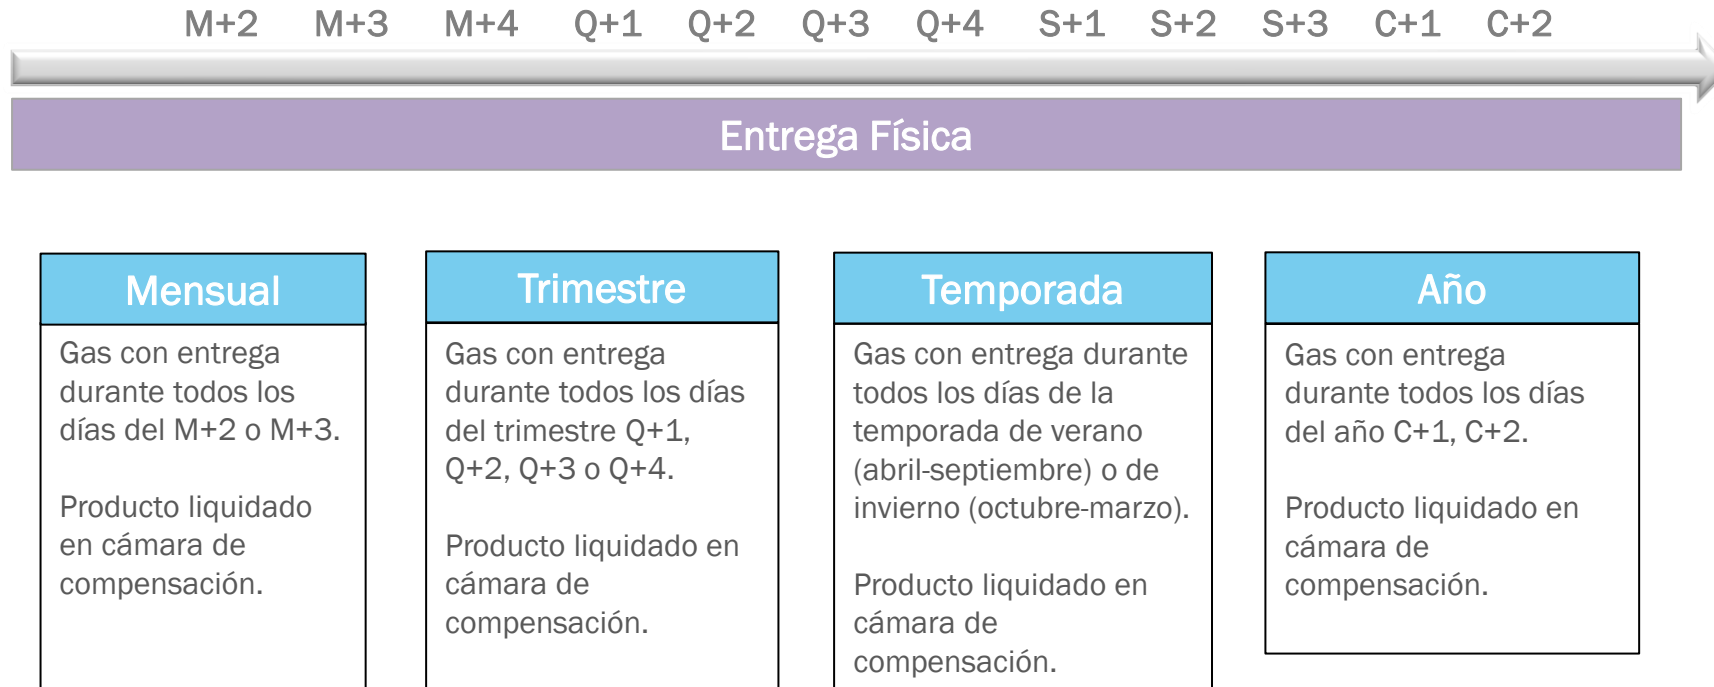 M+2 M+3 M+4 Q+1 Q+2 Q+3 Q+4 S+1 S+2 S+3 C+1 C+2
Entrega Física
Mensual
Gas con entrega
durante todos los
días del M+2 o M+3.
Producto liquidado
en cámara de
compensación.
Trimestre
Gas con entrega
durante todos los días
del trimestre Q+1,
Q+2, Q+3 o Q+4.
Producto liquidado en
cámara de
compensación.
Temporada
Gas con entrega durante
todos los días de la
temporada de verano
(abril-septiembre) o de
invierno (octubre-marzo).
Producto liquidado en
cámara de
compensación.
Año
Gas con entrega
durante todos los días
del año C+1, C+2.
Producto liquidado en
cámara de
compensación.